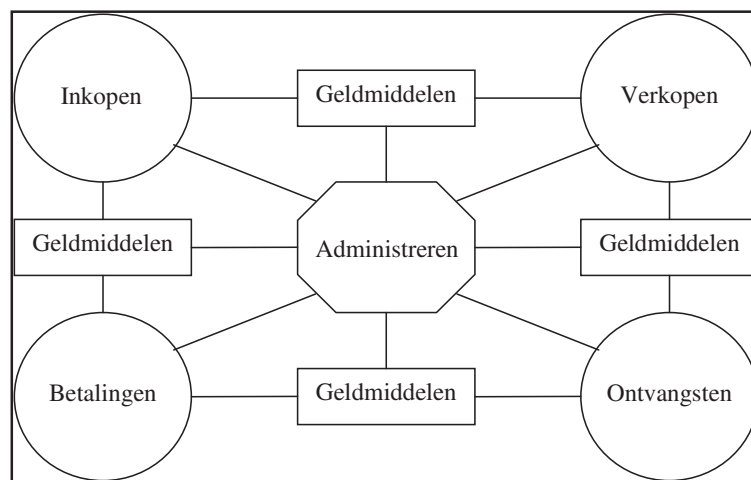 Inkopen
Geldmiddelen
Verkopen
Geldmiddelen
Administreren
Geldmiddelen
Betalingen
Geldmiddelen
Ontvangsten